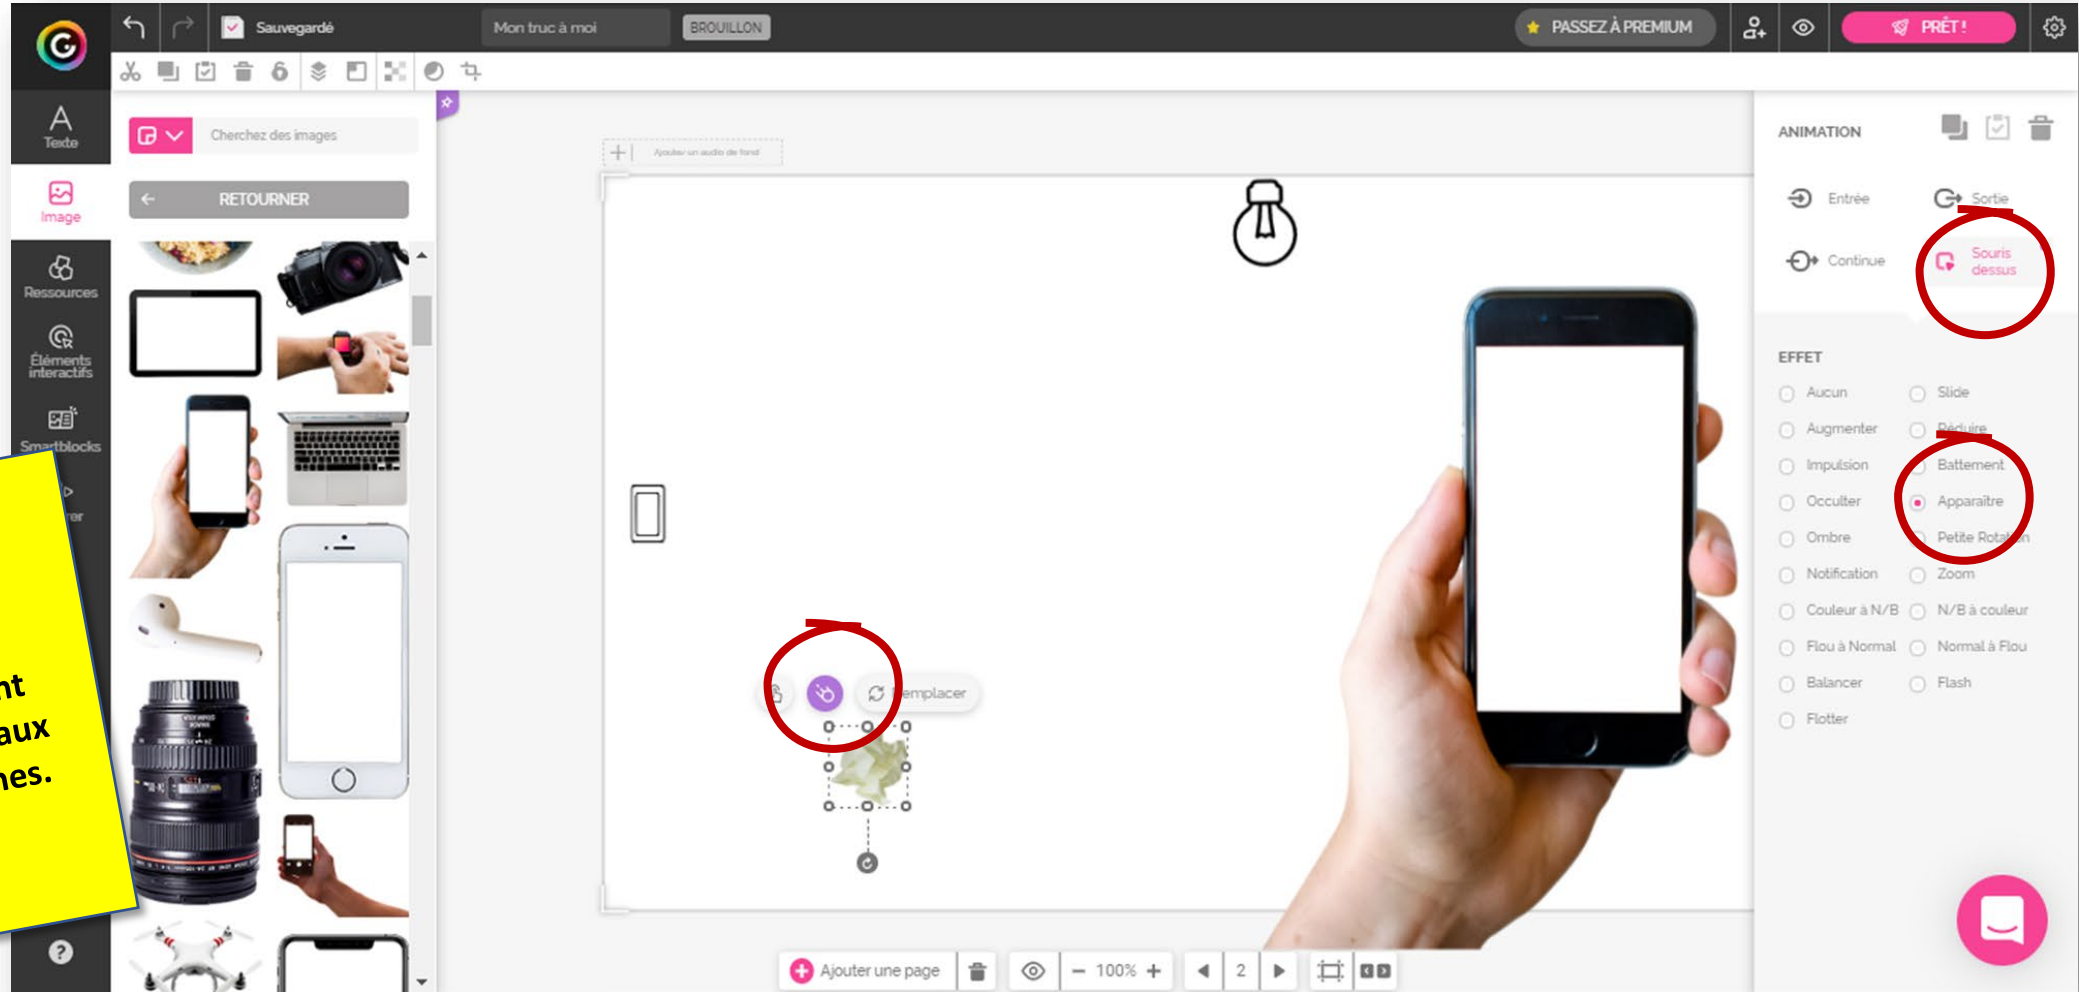 Sauvegardé
Mon truc à moi
BROUILLON
PASSEZ À PREMIUM
PRÊT !
Texte
Image
Ressources
Éléments
interactifs
Smartblocks
Cherchez des images
RETOURNER
Ajouter un audio de fond
Remplacer
ANIMATION
Entrée
Sortie
Continue
Souris
dessus
EFFET
Aucun
Slide
Augmenter
Réduire
Impulsion
Battement
Occulter
Apparaître
Ombre
Petite Rotation
Notification
Zoom
Couleur à N/B
N/B à couleur
Flou à Normal
Normal à Flou
Balancer
Flash
Flotter
Ajouter une page
100%
2